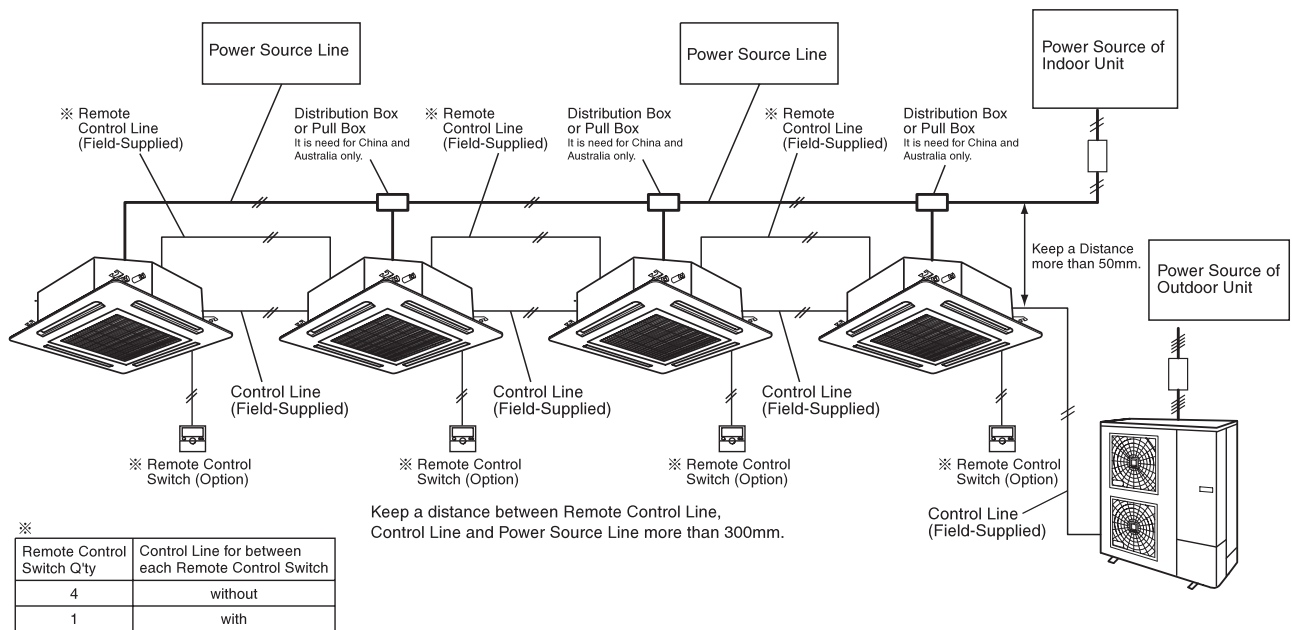 Power Source Line
Power Source Line
Power Source of
Indoor Unit
※ Remote
Control Line
(Field-Supplied)
Distribution Box
or Pull Box
It is need for China and
Australia only.
※ Remote
Control Line
(Field-Supplied)
Distribution Box
or Pull Box
It is need for China and
Australia only.
※ Remote
Control Line
(Field-Supplied)
Distribution Box
or Pull Box
It is need for China and
Australia only.
Keep a Distance
more than 50mm.
Power Source of
Outdoor Unit
Control Line
(Field-Supplied)
Control Line
(Field-Supplied)
Control Line
(Field-Supplied)
※ Remote Control
Switch (Option)
※ Remote Control
Switch (Option)
※ Remote Control
Switch (Option)
※ Remote Control
Switch (Option)
Control Line
(Field-Supplied)
Keep a distance between Remote Control Line,
Control Line and Power Source Line more than 300mm.
※
Remote Control
Switch Q'ty
Control Line for between
each Remote Control Switch
4 without
1 with